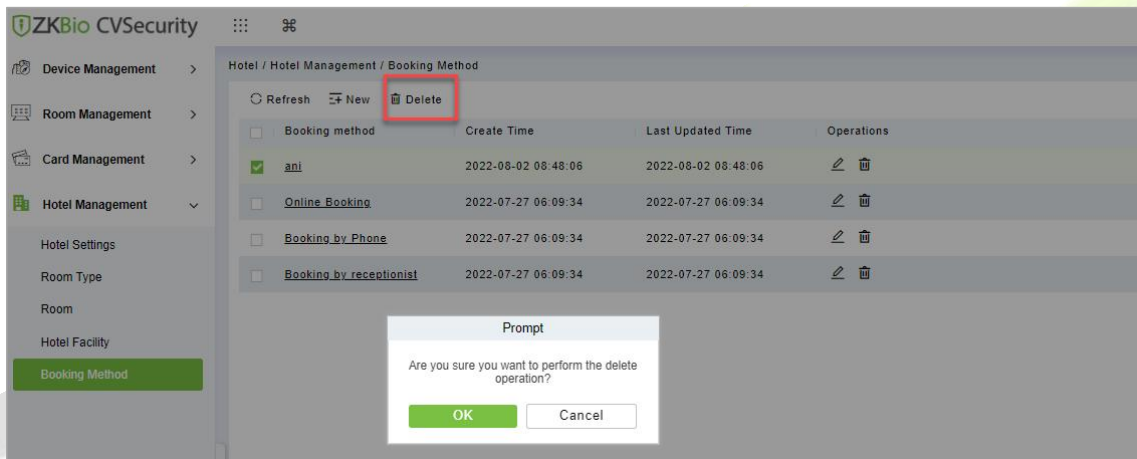 ZKBio CVSecurity
Device Management
Room Management
Card Management
Hotel Management
Hotel Settings
Room Type
Room
Hotel Facility
Booking Method
Hotel / Hotel Management / Booking Method
Refresh New Delete
Booking method Create Time Last Updated Time Operations
ani 2022-08-02 08:48:06 2022-08-02 08:48:06
Online Booking 2022-07-27 06:09:34 2022-07-27 06:09:34
Booking by Phone 2022-07-27 06:09:34 2022-07-27 06:09:34
Booking by receptionist 2022-07-27 06:09:34 2022-07-27 06:09:34
Prompt
Are you sure you want to perform the delete
operation?
OK Cancel